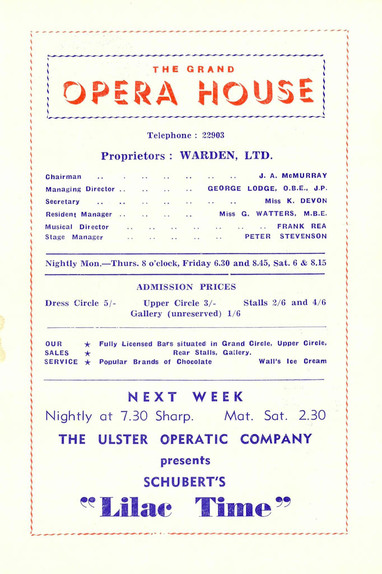 THE GRAND
OPERA HOUSE
Telephone : 22903
Proprietors : WARDEN, LTD.
Chairman .. .. .. .. .. .. .. J. A. McMURRAY
Managing Director .. .. .. .. GEORGE LODGE, O.B.E., J.P.
Secretary .. .. .. .. .. .. .. Miss K. DEVON
Resident Manager .. .. .. .. Miss G. WATTERS, M.B.E.
Musical Director .. .. .. .. .. .. .. FRANK REA
Stage Manager .. .. .. .. .. PETER STEVENSON
Nightly Mon.—Thurs. 8 o'clock, Friday 6.30 and 8.45, Sat. 6 & 8.15
ADMISSION PRICES
Dress Circle 5/- Upper Circle 3/- Stalls 2/6 and 4/6
Gallery (unreserved) 1/6
OUR ★ Fully Licensed Bars situated in Grand Circle, Upper Circle,
SALES ★ Rear Stalls, Gallery.
SERVICE ★ Popular Brands of Chocolate Wall's Ice Cream
NEXT WEEK
Nightly at 7.30 Sharp. Mat. Sat. 2.30
THE ULSTER OPERATIC COMPANY
presents
SCHUBERT'S
"Lilac Time"